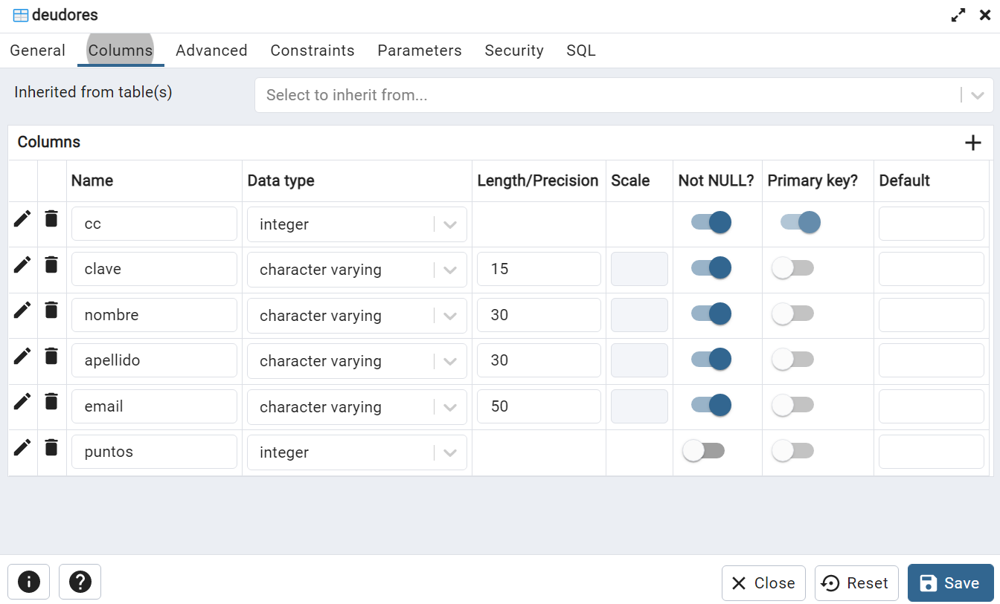 deudores
General Columns Advanced Constraints Parameters Security SQL
Inherited from table(s) Select to inherit from...
Columns
Name Data type Length/Precision Scale Not NULL? Primary key? Default
cc integer
clave character varying 15
nombre character varying 30
apellido character varying 30
email character varying 50
puntos integer
Close Reset Save